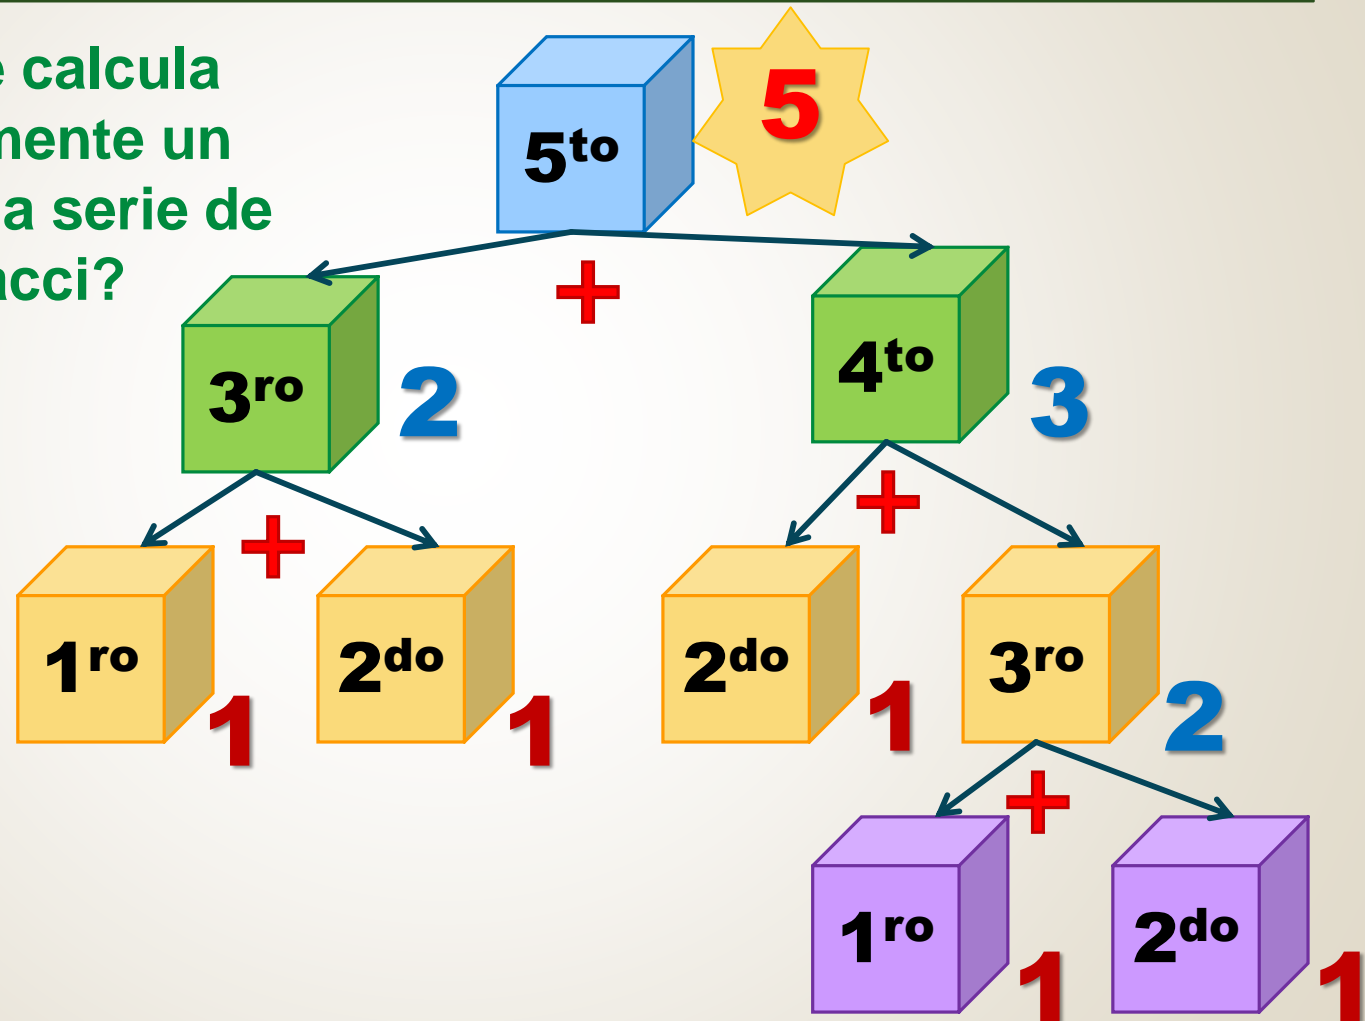 e calcula
mente un
a serie de
acci?
5to
5
+
3ro
2
4to
3
+
+
1ro
1
2do
1
2do
1
3ro
2
+
1ro
1
2do
1